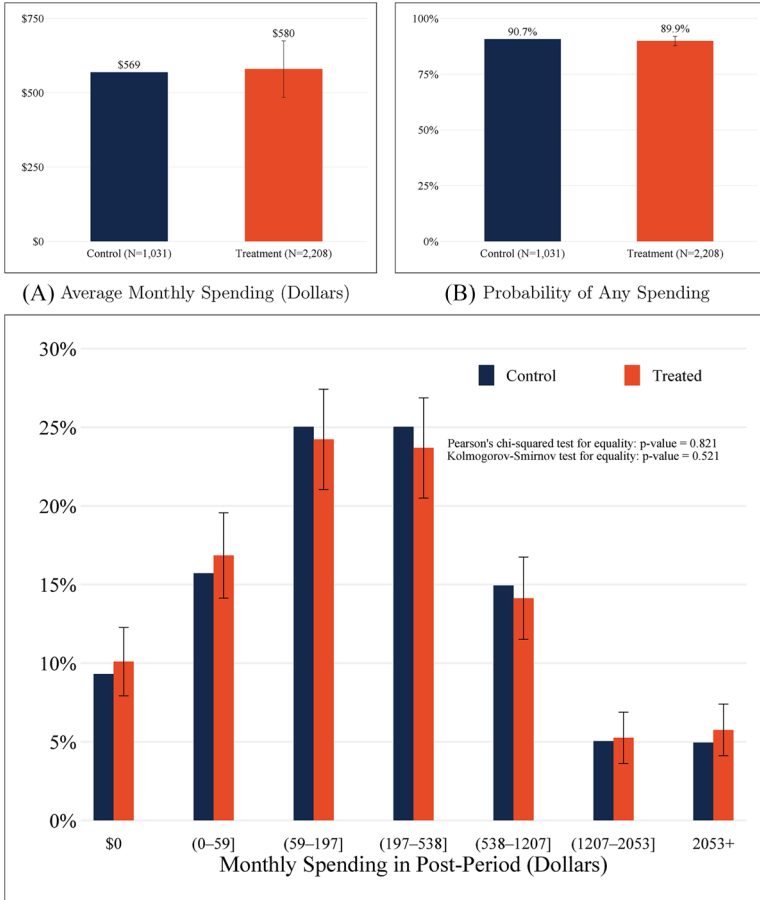 $750
$500
$250
$0
$569
$580
Control (N=1,031)
Treatment (N=2,208)
(A) Average Monthly Spending (Dollars)
100%
75%
50%
25%
0%
90.7%
89.9%
Control (N=1,031)
Treatment (N=2,208)
(B) Probability of Any Spending
30%
25%
20%
15%
10%
5%
0%
Control
Treated
Pearson's chi-squared test for equality: p-value = 0.821
Kolmogorov-Smirnov test for equality: p-value = 0.521
$0
(0–59]
(59–197]
(197–538]
(538–1207]
(1207–2053]
2053+
Monthly Spending in Post-Period (Dollars)